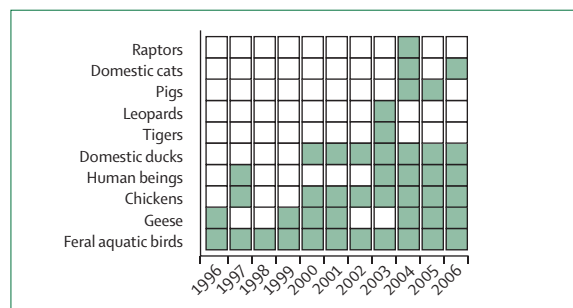 Raptors
Domestic cats
Pigs
Leopards
Tigers
Domestic ducks
Human beings
Chickens
Geese
Feral aquatic birds
1996 1997 1998 1999 2000 2001 2002 2003 2004 2005 2006